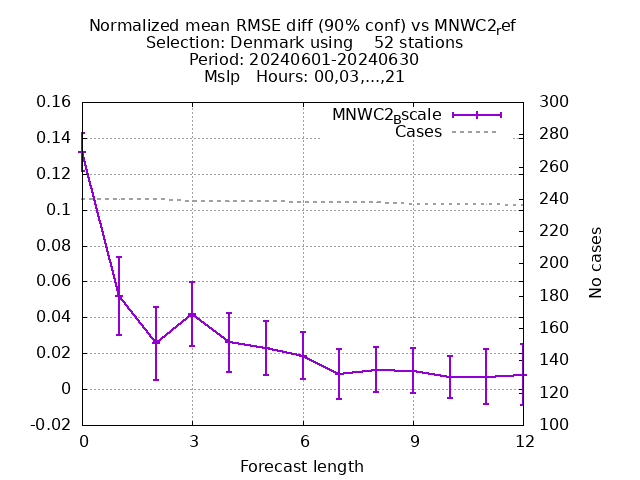 Normalized mean RMSE diff (90% conf) vs MNWC2ref
Selection: Denmark using    52 stations
Period: 20240601-20240630
Mslp   Hours: 00,03,...,21
MNWC2Bscale
Cases
0.16
0.14
0.12
0.1
0.08
0.06
0.04
0.02
0
-0.02
300
280
260
240
220
200
180
160
140
120
100
No cases
0 3 6 9 12
Forecast length